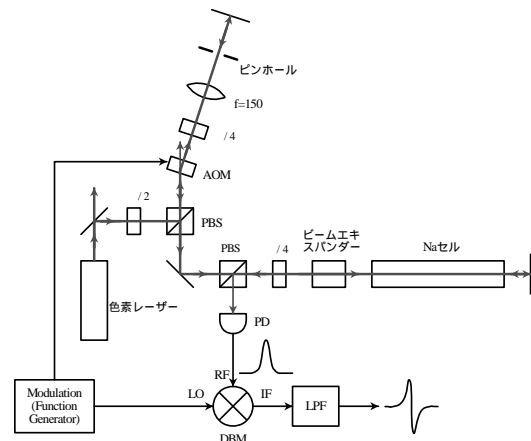 ピンホール
f=150
/ 4
AOM
/ 2
PBS
PBS
/ 4
ビームエキ
スパンダー
Naセル
色素レーザー
PD
RF
Modulation
(Function
Generator)
LO
IF
LPF
DBM